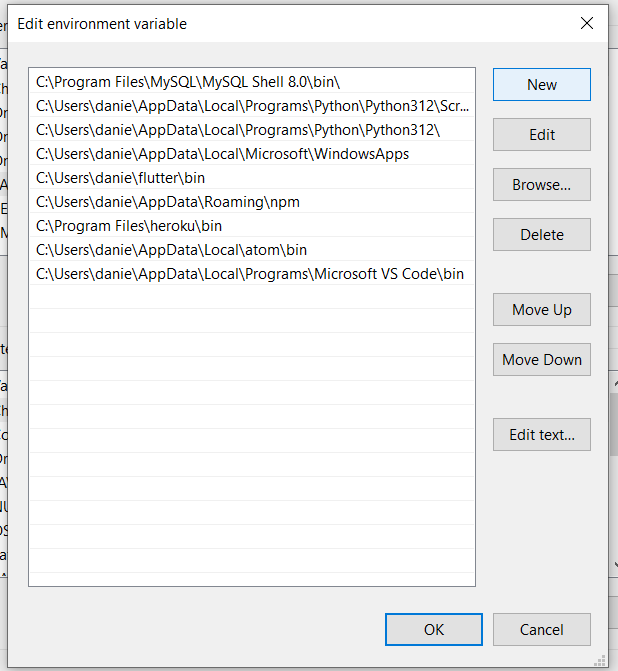 Edit environment variable
C:\Program Files\MySQL\MySQL Shell 8.0\bin\
C:\Users\danie\AppData\Local\Programs\Python\Python312\Scr...
C:\Users\danie\AppData\Local\Programs\Python\Python312\
C:\Users\danie\AppData\Local\Microsoft\WindowsApps
C:\Users\danie\flutter\bin
C:\Users\danie\AppData\Roaming\npm
C:\Program Files\heroku\bin
C:\Users\danie\AppData\Local\atom\bin
C:\Users\danie\AppData\Local\Programs\Microsoft VS Code\bin
New
Edit
Browse...
Delete
Move Up
Move Down
Edit text...
OK
Cancel